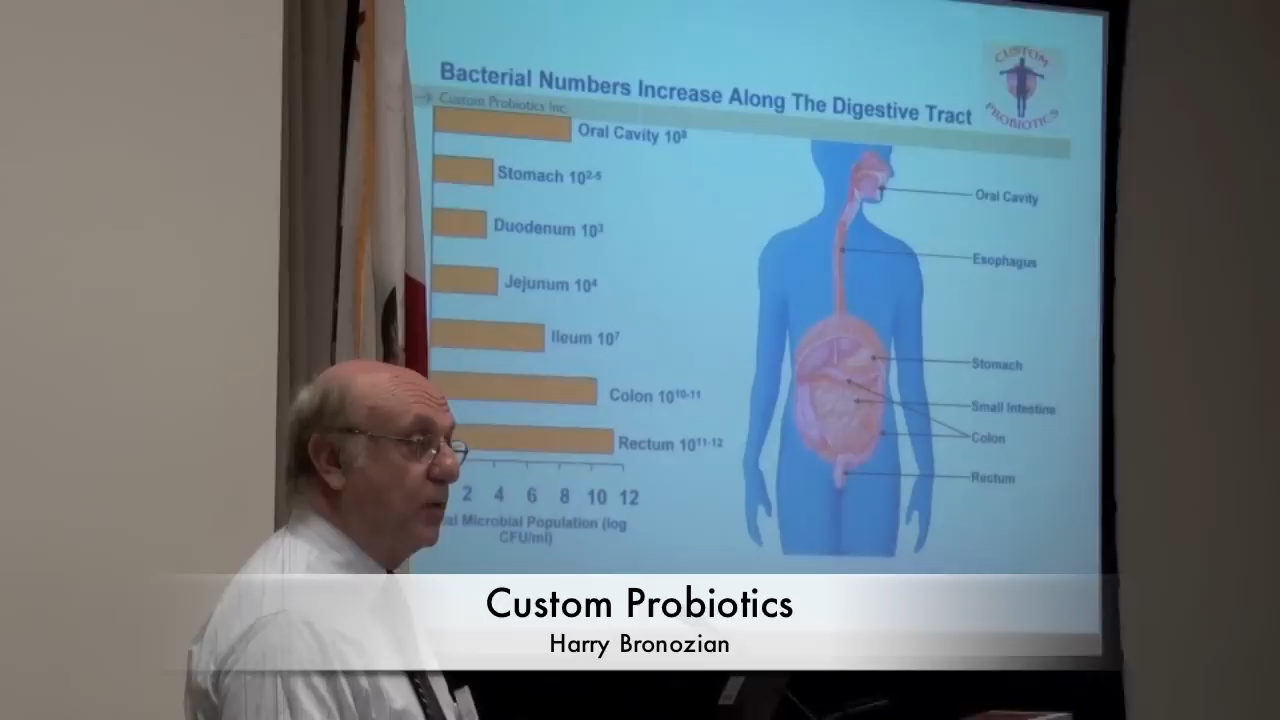 Bacterial Numbers Increase Along The Digestive Tract
CUSTOM
PROBIOTICS
Custom Probiotics Inc.
Oral Cavity 10⁸
Stomach 10²⁻⁵
Duodenum 10³
Jejunum 10⁴
Ileum 10⁷
Colon 10¹⁰⁻¹¹
Rectum 10¹¹⁻¹²
2 4 6 8 10 12
Microbial Population (log
CFU/ml)
Oral Cavity
Esophagus
Stomach
Small Intestine
Colon
Rectum
Custom Probiotics
Harry Bronozian